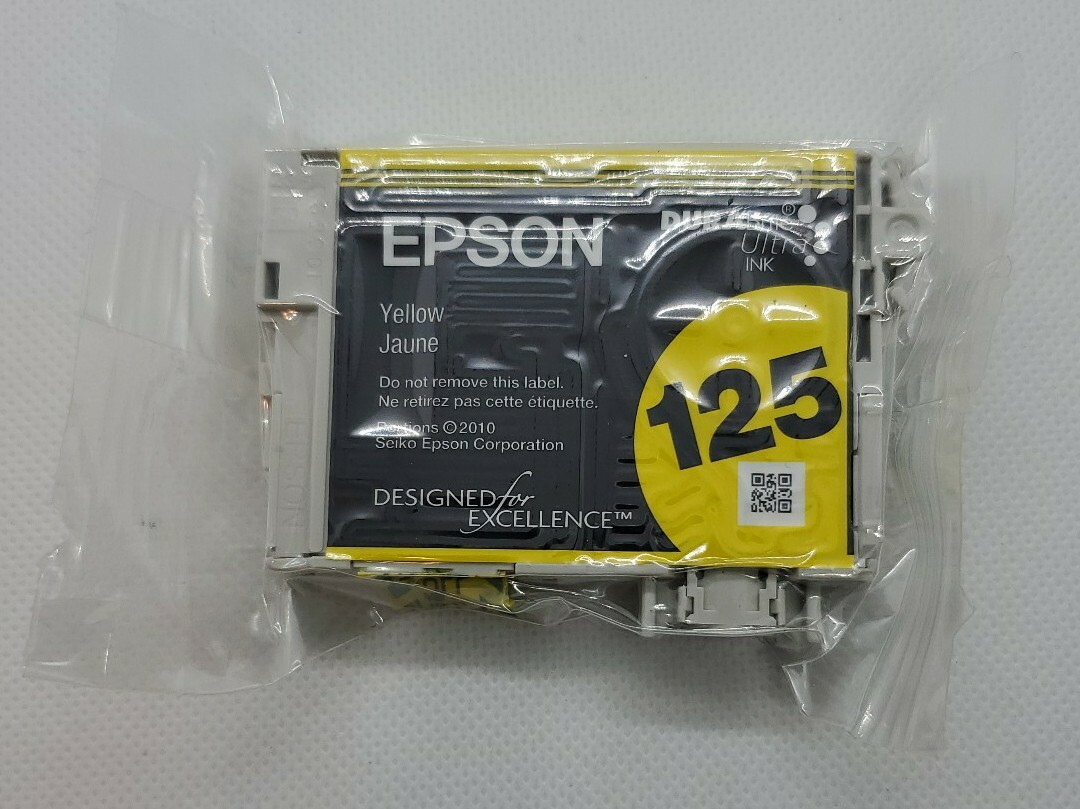 EPSON
DURABrite®
Ultra
INK
Yellow
Jaune
Do not remove this label.
Ne retirez pas cette étiquette.
Portions ©2010
Seiko Epson Corporation
125
DESIGNED for
EXCELLENCE™